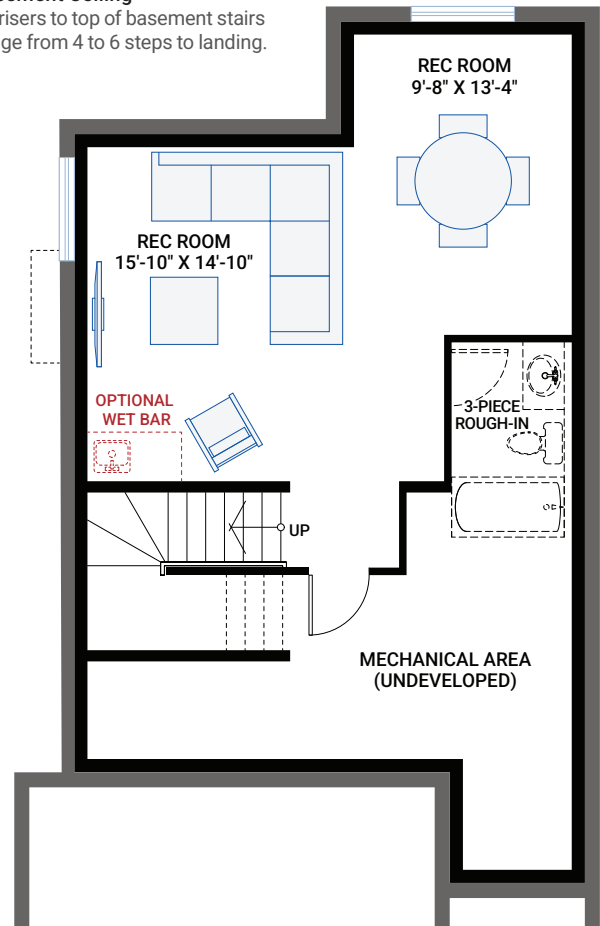 risers to top of basement stairs
ge from 4 to 6 steps to landing.
REC ROOM
9'-8" X 13'-4"
REC ROOM
15'-10" X 14'-10"
OPTIONAL
WET BAR
3-PIECE
ROUGH-IN
UP
MECHANICAL AREA
(UNDEVELOPED)